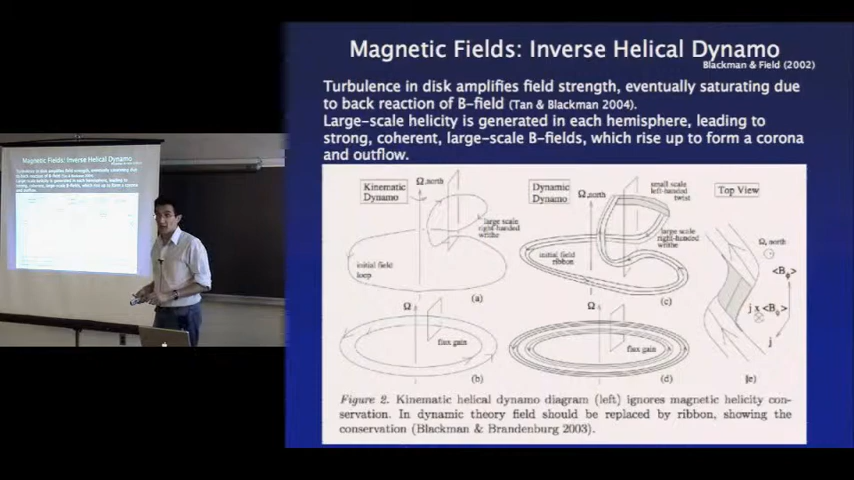 Magnetic Fields: Inverse Helical Dynamo
Blackman & Field (2002)
Turbulence in disk amplifies field strength, eventually saturating due
to back reaction of B-field (Tan & Blackman 2004).
Large-scale helicity is generated in each hemisphere, leading to
strong, coherent, large-scale B-fields, which rise up to form a corona
and outflow.
Kinematic
Dynamo
Ω, north
large scale
right-handed
writhe
initial field
loop
(a)
Ω
flux gain
(b)
Dynamic
Dynamo
Ω, north
small scale
left-handed
twist
large scale
right-handed
writhe
initial field
ribbon
(c)
Ω
flux gain
(d)
Top View
Ω, north
j
(e)
Figure 2. Kinematic helical dynamo diagram (left) ignores magnetic helicity con-
servation. In dynamic theory field should be replaced by ribbon, showing the
conservation (Blackman & Brandenburg 2003).
Magnetic Fields: Inverse Helical Dynamo